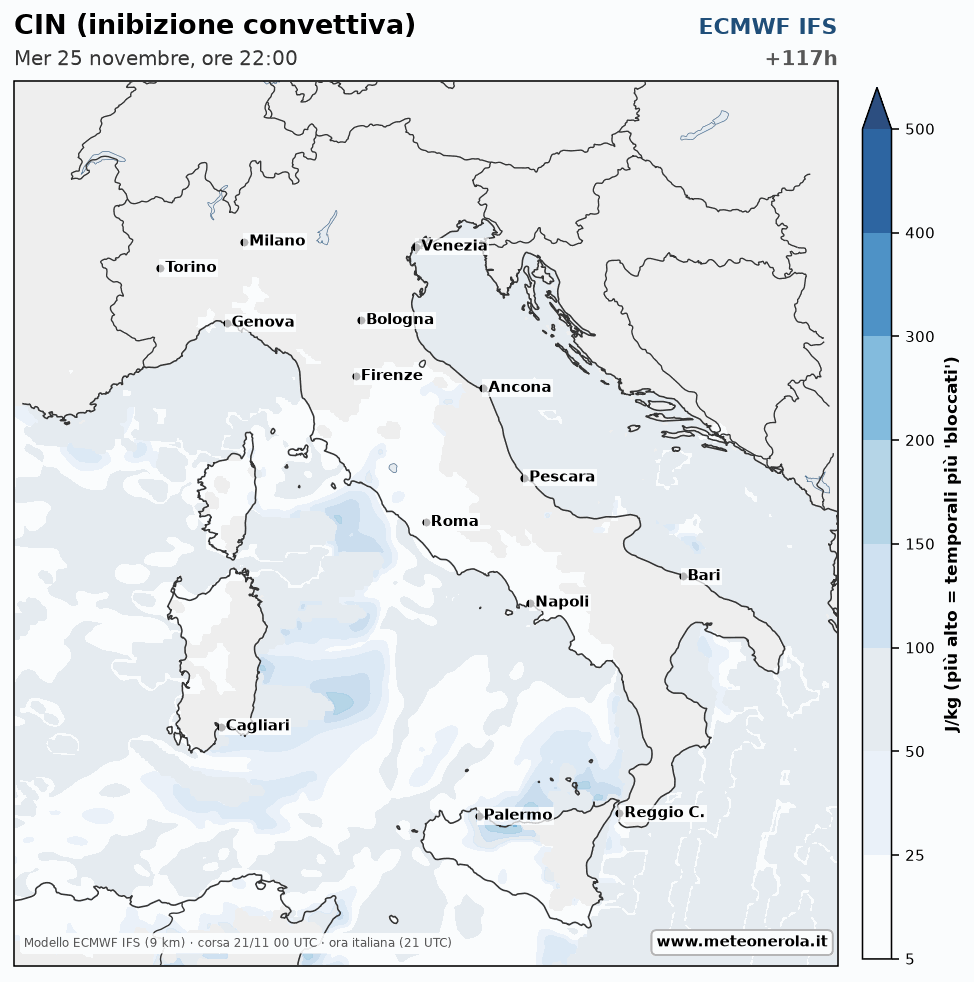 CIN (inibizione convettiva)
ECMWF IFS
Mer 25 novembre, ore 22:00
+117h
Milano
Venezia
Torino
Genova
Bologna
Firenze
Ancona
Pescara
Roma
Bari
Napoli
Cagliari
Palermo
Reggio C.
500
400
300
200
150
100
50
25
5
J/kg (più alto = temporali più 'bloccati')
Modello ECMWF IFS (9 km) · corsa 21/11 00 UTC · ora italiana (21 UTC)
www.meteonerola.it